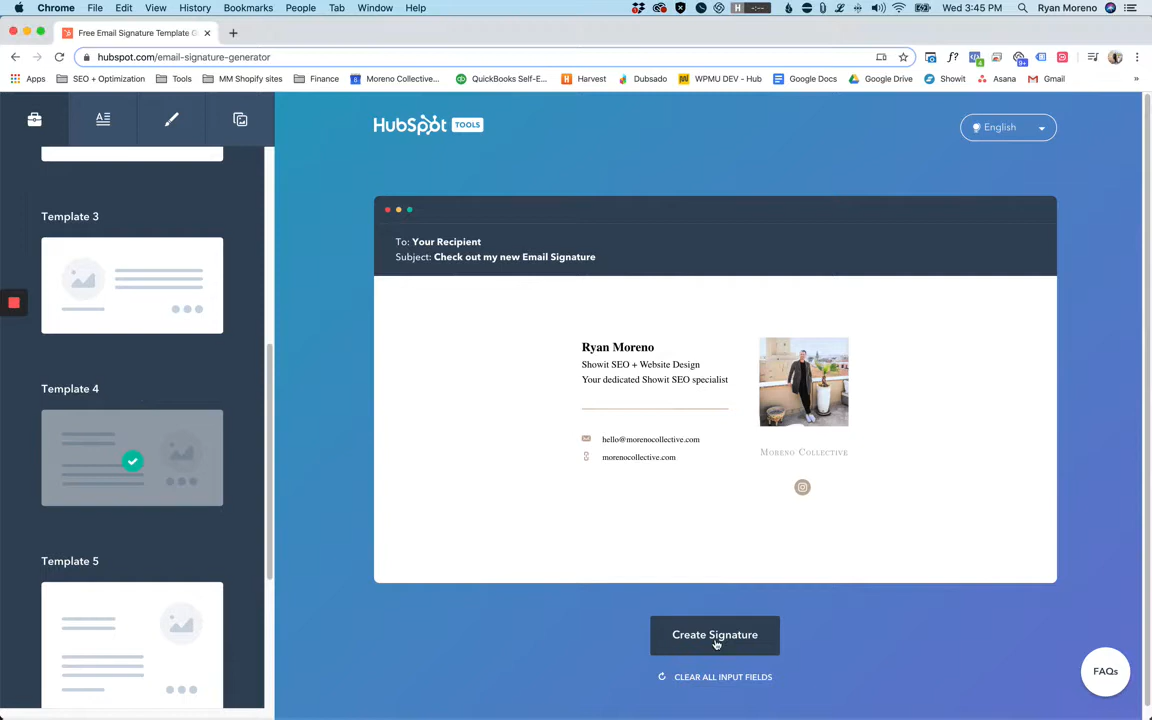 Chrome File Edit View History Bookmarks People Tab Window Help
H -:-- Wed 3:45 PM Ryan Moreno
Free Email Signature Template G
hubspot.com/email-signature-generator
Apps SEO + Optimization Tools MM Shopify sites Finance Moreno Collective... QuickBooks Self-E... Harvest Dubsado WPMU DEV - Hub Google Docs Google Drive Showit Asana Gmail »
HubSpot TOOLS
English
Template 3
Template 4
Template 5
To: Your Recipient
Subject: Check out my new Email Signature
Ryan Moreno
Showit SEO + Website Design
Your dedicated Showit SEO specialist
hello@morenocollective.com
morenocollective.com
Moreno Collective
Create Signature
CLEAR ALL INPUT FIELDS
FAQs